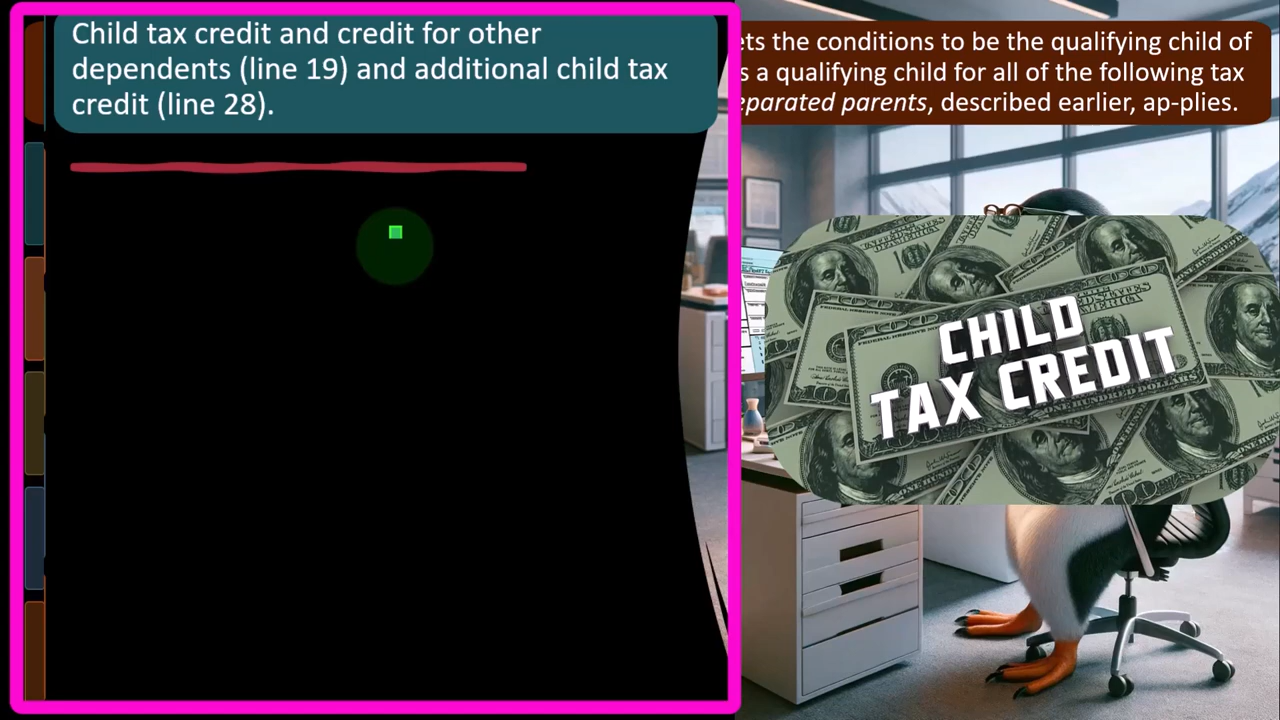 Child tax credit and credit for other
dependents (line 19) and additional child tax
credit (line 28).
ets the conditions to be the qualifying child of
s a qualifying child for all of the following tax
eparated parents, described earlier, ap-plies.
CHILD
TAX CREDIT